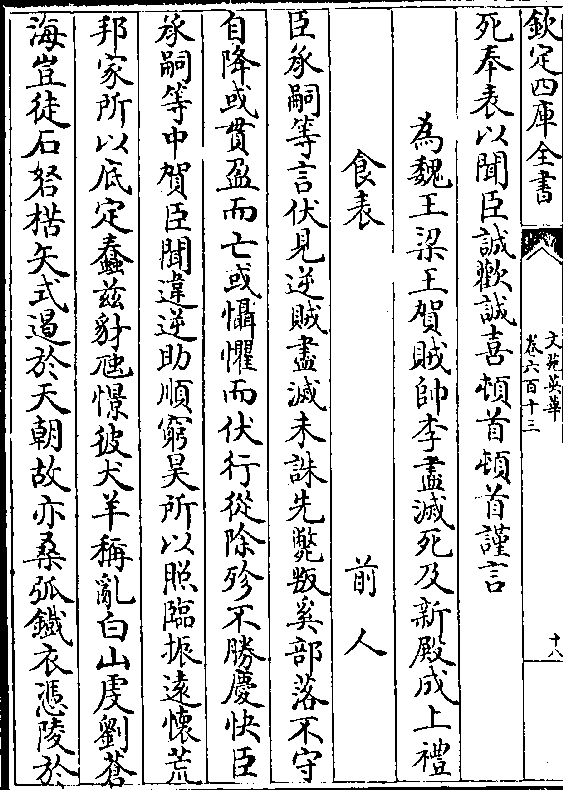 欽定四庫全書
文苑英華
卷六百十三
十八
死奉表以聞臣誠歡誠喜頓首頓首謹言
為魏王梁王賀賊帥李盡滅死及新殿成上禮
食表
前人
臣承嗣等言伏見逆賊盡滅未誅先斃叛奚部落不守
自降或貫盈而亡或懾懼而伏行從除殄不勝慶快臣
承嗣等中賀臣聞違逆助順窮昊所以照臨振遠懷荒
邦家所以底定蠢兹豺虺憬彼犬羊稱亂白山虔劉蒼
海豈徒石砮楛矢式遏於天朝故亦桑弧鐵衣憑陵於